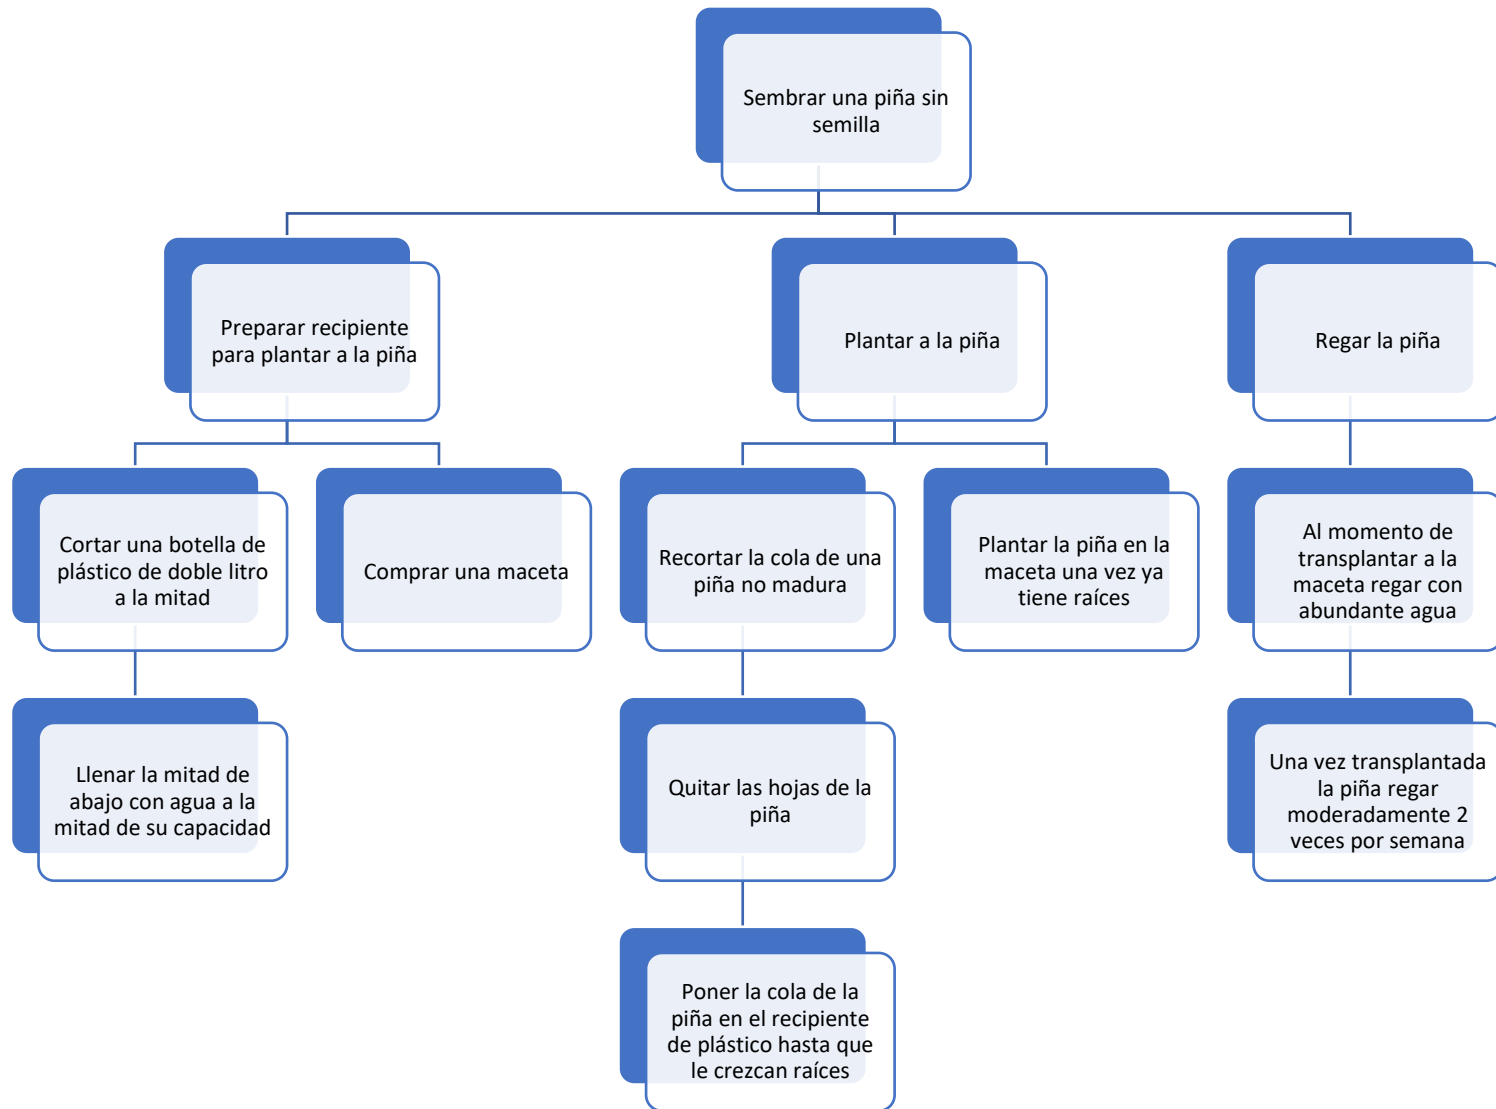 Sembrar una piña sin
semilla
Preparar recipiente
para plantar a la piña
Plantar a la piña
Regar la piña
Cortar una botella de
plástico de doble litro
a la mitad
Comprar una maceta
Recortar la cola de una
piña no madura
Plantar la piña en la
maceta una vez ya
tiene raíces
Al momento de
transplantar a la
maceta regar con
abundante agua
Llenar la mitad de
abajo con agua a la
mitad de su capacidad
Quitar las hojas de la
piña
Una vez transplantada
la piña regar
moderadamente 2
veces por semana
Poner la cola de la
piña en el recipiente
de plástico hasta que
le crezcan raíces